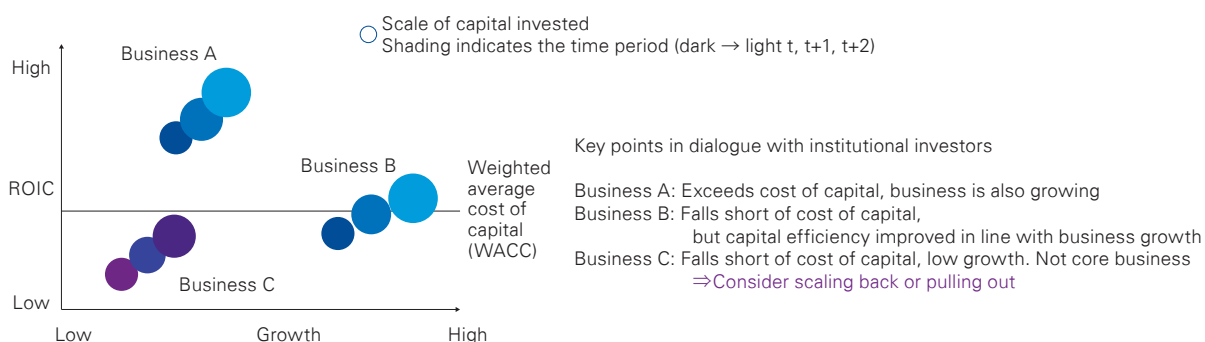 Scale of capital invested
Shading indicates the time period (dark → light t, t+1, t+2)
High
Business A
Business B
ROIC
Weighted
average
cost of
capital
(WACC)
Business C
Low
Low
Growth
High
Key points in dialogue with institutional investors
Business A: Exceeds cost of capital, business is also growing
Business B: Falls short of cost of capital,
but capital efficiency improved in line with business growth
Business C: Falls short of cost of capital, low growth. Not core business
⇒Consider scaling back or pulling out